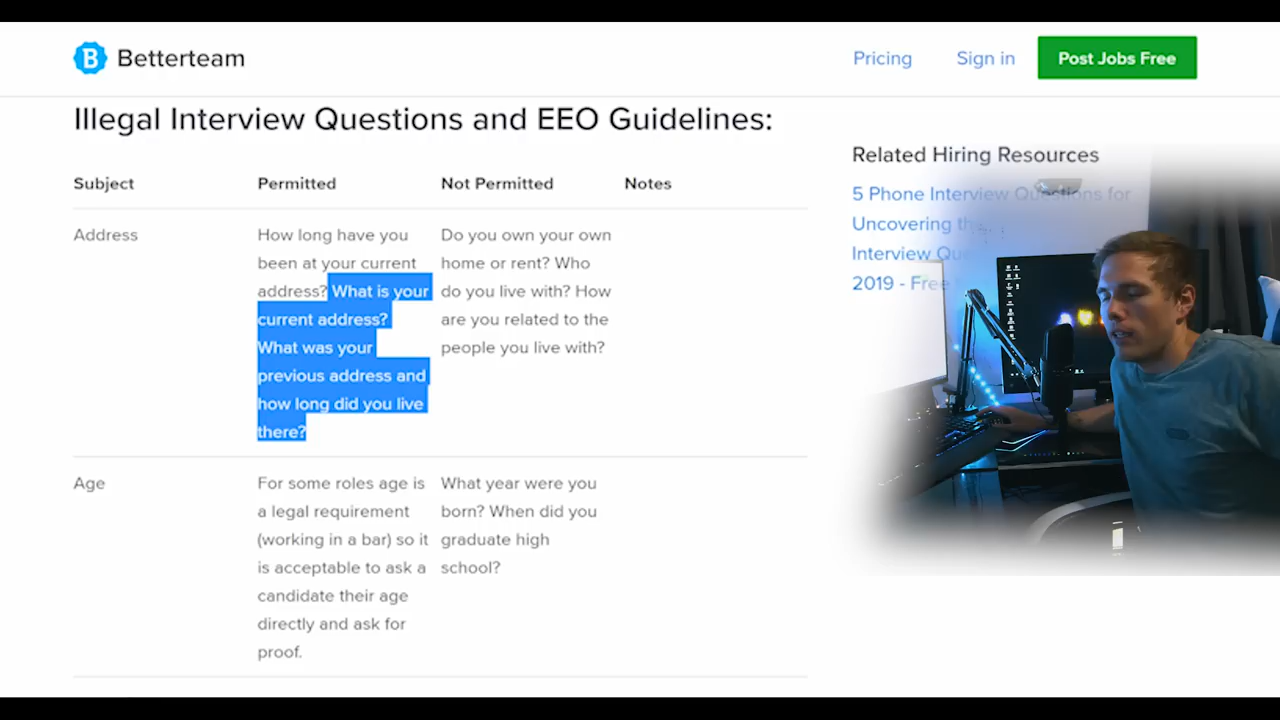 Betterteam
Pricing
Sign in
Post Jobs Free
Illegal Interview Questions and EEO Guidelines:
Subject
Permitted
Not Permitted
Notes
Address
How long have you
been at your current
address? What is your
current address?
What was your
previous address and
how long did you live
there?
Do you own your own
home or rent? Who
do you live with? How
are you related to the
people you live with?
Age
For some roles age is
a legal requirement
(working in a bar) so it
is acceptable to ask a
candidate their age
directly and ask for
proof.
What year were you
born? When did you
graduate high
school?
Related Hiring Resources
5 Phone Interview Questions for
Uncovering
Interview
2019 - Free